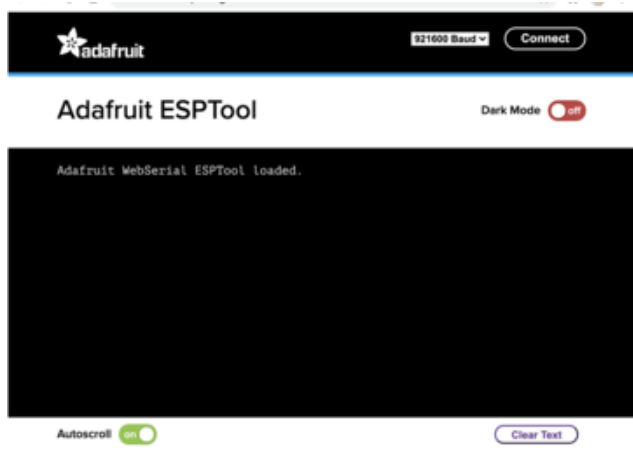 adafruit
921600 Baud
Connect
Adafruit ESPTool
Dark Mode
off
Adafruit WebSerial ESPTool loaded.
Autoscroll
on
Clear Text